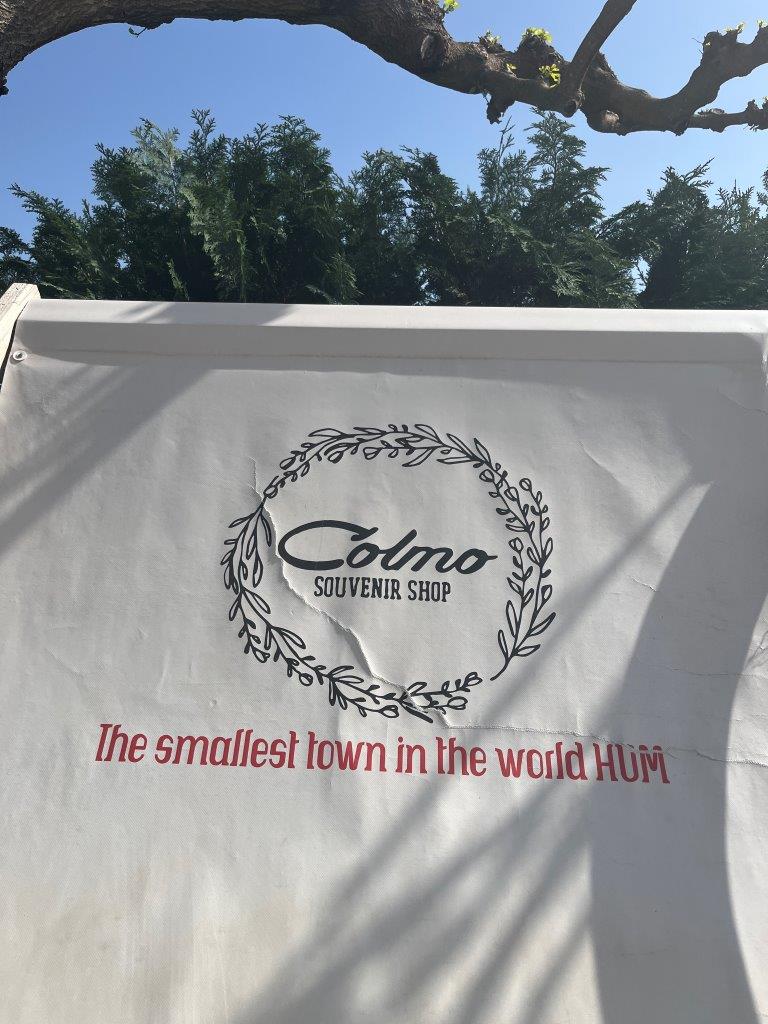 Colmo
SOUVENIR SHOP
The smallest town in the world HUM